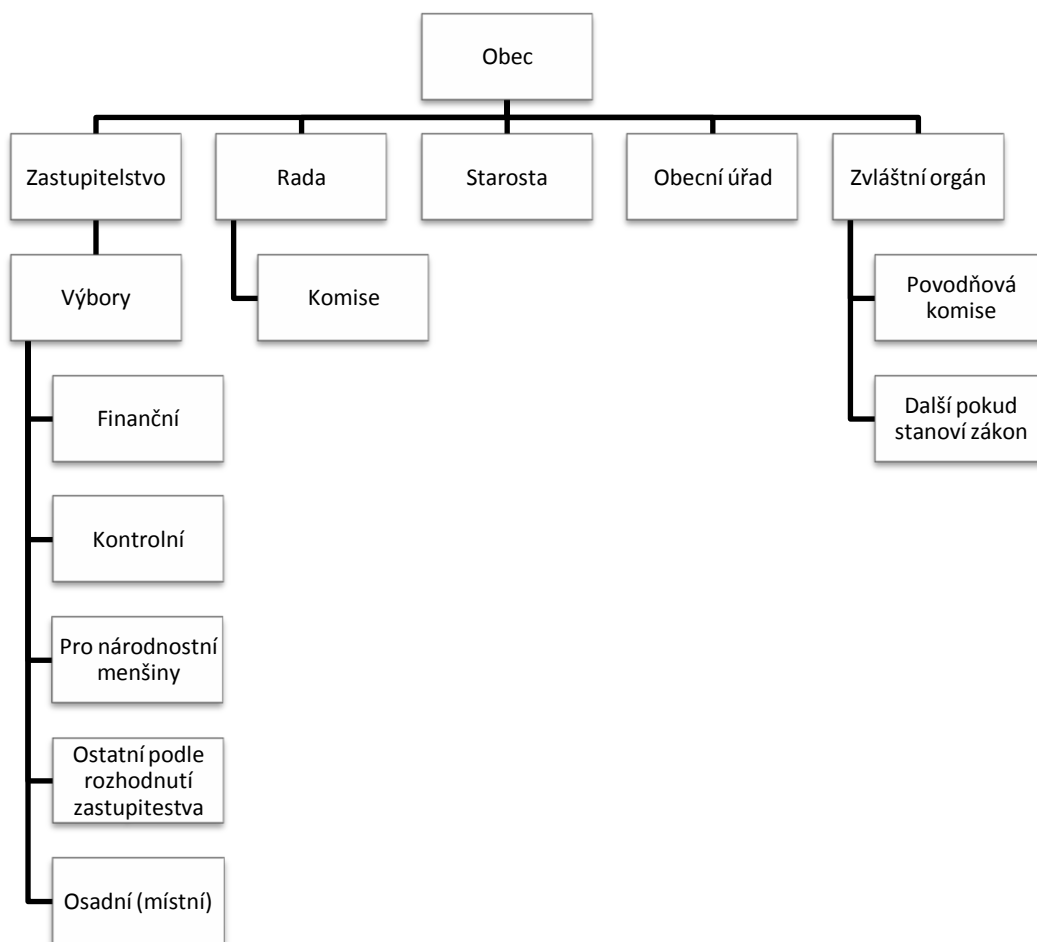 Obec
Zastupitelstvo
Rada
Starosta
Obecní úřad
Zvláštní orgán
Výbory
Komise
Povodňová
komise
Finanční
Další pokud
stanoví zákon
Kontrolní
Pro národnostní
menšiny
Ostatní podle
rozhodnutí
zastupitestva
Osadní (místní)